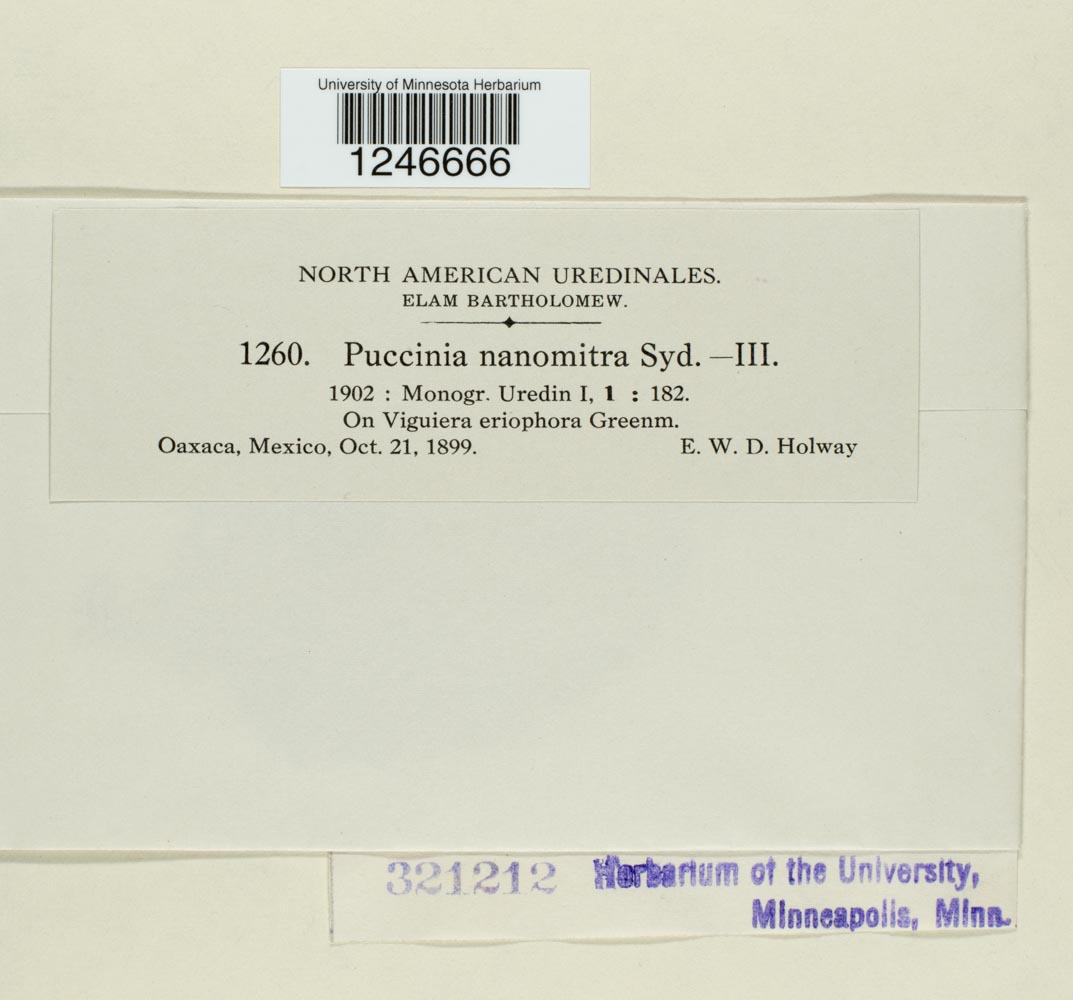 University of Minnesota Herbarium
1246666
NORTH AMERICAN UREDINALES.
ELAM BARTHOLOMEW.
1260. Puccinia nanomitra Syd. —III.
1902 : Monogr. Uredin I, 1 : 182.
On Viguiera eriophora Greenm.
Oaxaca, Mexico, Oct. 21, 1899. E. W. D. Holway
321212 Herbarium of the University,
Minneapolis, Minn.